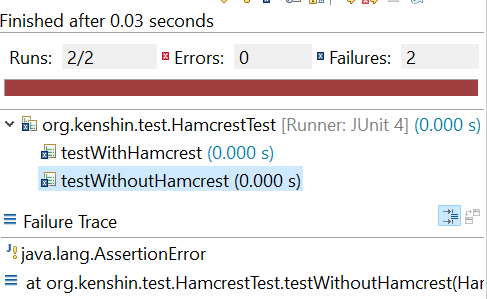 Finished after 0.03 seconds
Runs: 2/2 Errors: 0 Failures: 2
org.kenshin.test.HamcrestTest [Runner: JUnit 4] (0.000 s)
testWithHamcrest (0.000 s)
testWithoutHamcrest (0.000 s)
Failure Trace
java.lang.AssertionError
at org.kenshin.test.HamcrestTest.testWithoutHamcrest(Har